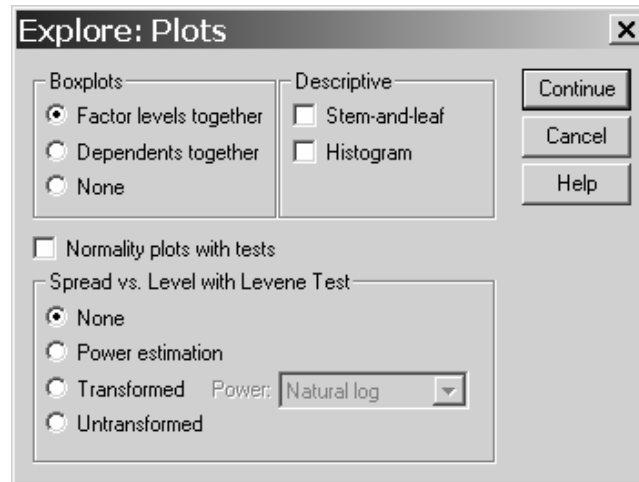 Explore: Plots
Boxplots
Factor levels together
Dependents together
None
Descriptive
Stem-and-leaf
Histogram
Continue
Cancel
Help
Normality plots with tests
Spread vs. Level with Levene Test
None
Power estimation
Transformed Power: Natural log
Untransformed